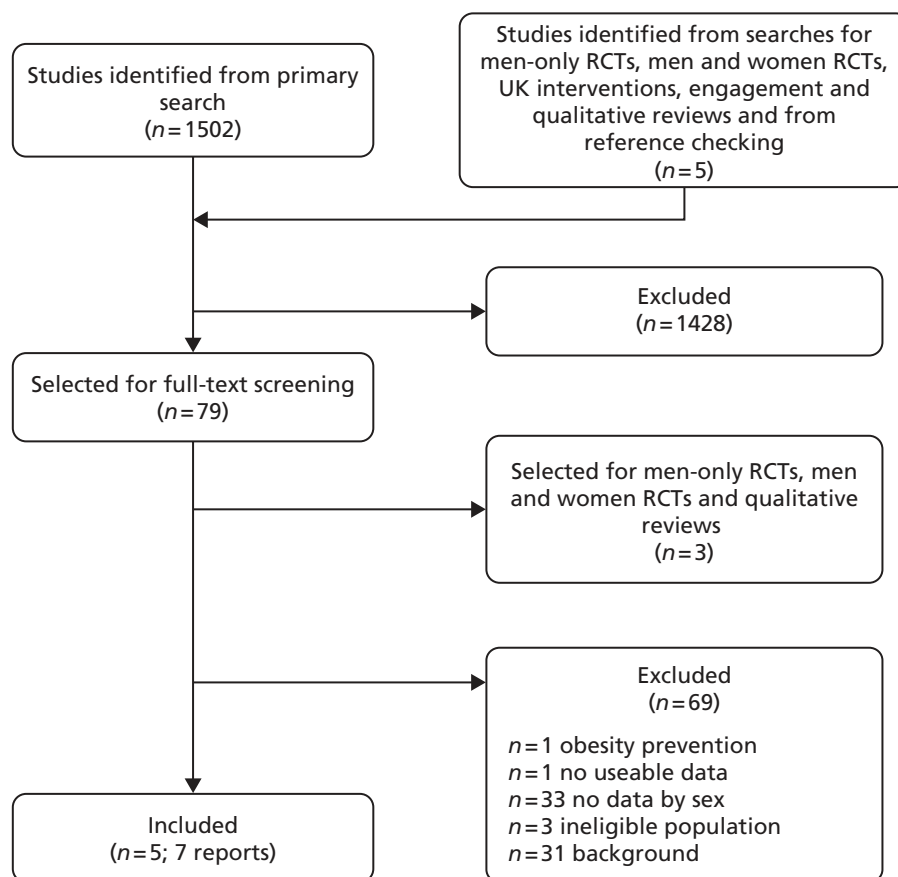 Studies identified from primary
search
(n=1502)
Studies identified from searches for
men-only RCTs, men and women RCTs,
UK interventions, engagement and
qualitative reviews and from
reference checking
(n=5)
Excluded
(n=1428)
Selected for full-text screening
(n=79)
Selected for men-only RCTs, men
and women RCTs and qualitative
reviews
(n=3)
Excluded
(n=69)
n=1 obesity prevention
n=1 no useable data
n=33 no data by sex
n=3 ineligible population
n=31 background
Included
(n=5; 7 reports)